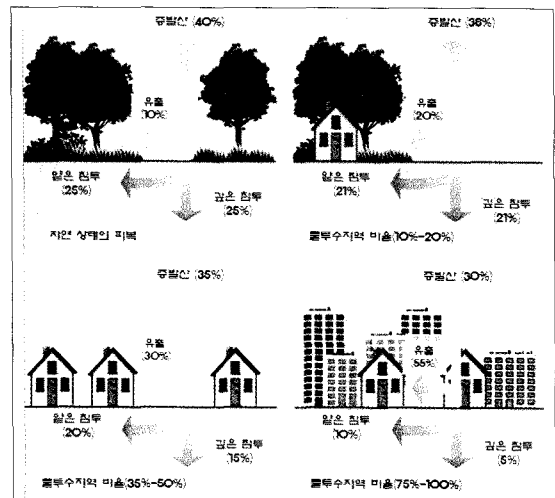 증발산 (40%)
유출
(10%)
얕은 침투
(25%)
깊은 침투
(25%)
자연 상태의 피복
증발산 (38%)
유출
(20%)
얕은 침투
(21%)
깊은 침투
(21%)
불투수지역 비율(10%-20%)
증발산 (35%)
유출
(30%)
얕은 침투
(20%)
깊은 침투
(15%)
불투수지역 비율(35%-50%)
증발산 (30%)
유출
55%)
얕은 침투
(10%)
깊은 침투
(5%)
불투수지역 비율(75%-100%)